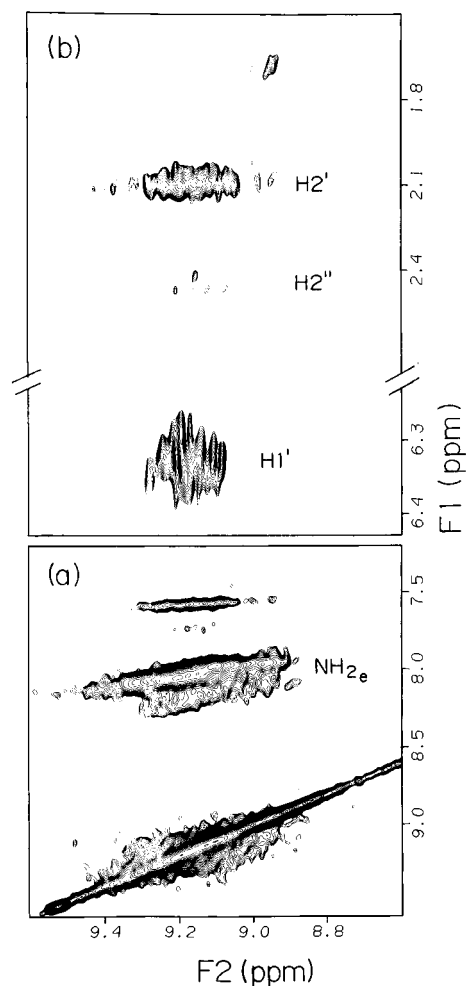 (b)
1.8
H2'
2.1
H2"
2.4
H1'
6.3
6.4
F1 (ppm)
(a)
7.5
NH2e
8.0
8.5
9.0
9.4 9.2 9.0 8.8
F2 (ppm)